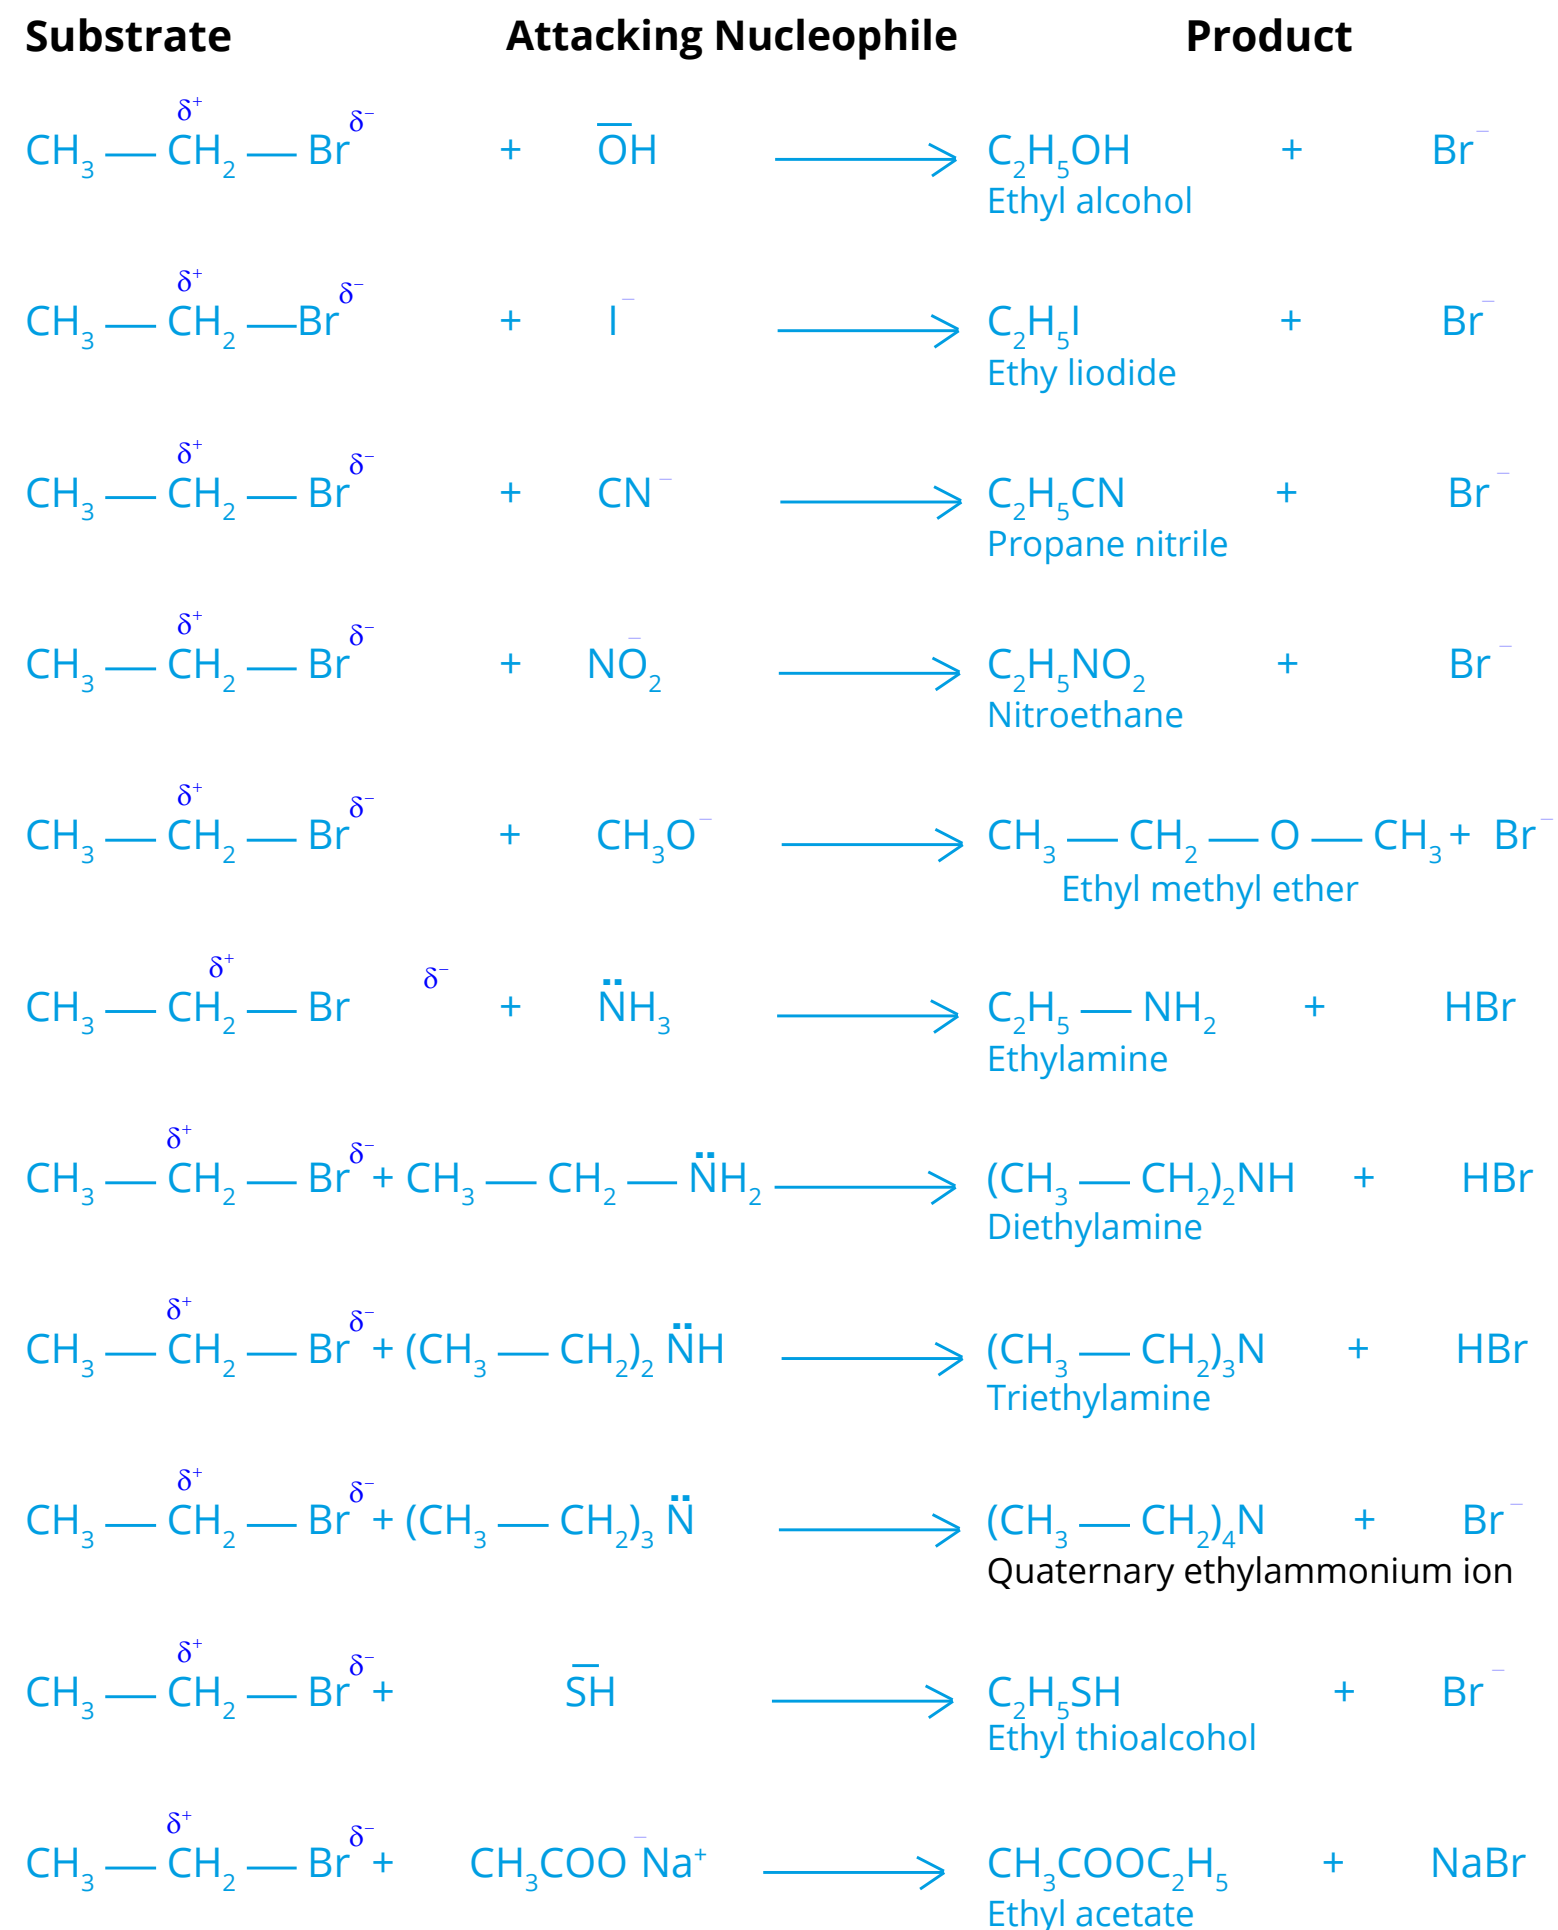 Substrate Attacking Nucleophile Product
CH₃ — CH₂^δ⁺ — Br^δ⁻ + O̅H → C₂H₅OH + Br⁻
Ethyl alcohol
CH₃ — CH₂^δ⁺ — Br^δ⁻ + I⁻ → C₂H₅I + Br⁻
Ethy liodide
CH₃ — CH₂^δ⁺ — Br^δ⁻ + CN⁻ → C₂H₅CN + Br⁻
Propane nitrile
CH₃ — CH₂^δ⁺ — Br^δ⁻ + NO₂⁻ → C₂H₅NO₂ + Br⁻
Nitroethane
CH₃ — CH₂^δ⁺ — Br^δ⁻ + CH₃O⁻ → CH₃ — CH₂ — O — CH₃ + Br⁻
Ethyl methyl ether
CH₃ — CH₂^δ⁺ — Br^δ⁻ + N̈H₃ → C₂H₅ — NH₂ + HBr
Ethylamine
CH₃ — CH₂^δ⁺ — Br^δ⁻ + CH₃ — CH₂ — N̈H₂ → (CH₃ — CH₂)₂NH + HBr
Diethylamine
CH₃ — CH₂^δ⁺ — Br^δ⁻ + (CH₃ — CH₂)₂ N̈H → (CH₃ — CH₂)₃N + HBr
Triethylamine
CH₃ — CH₂^δ⁺ — Br^δ⁻ + (CH₃ — CH₂)₃ N̈ → (CH₃ — CH₂)₄N + Br⁻
Quaternary ethylammonium ion
CH₃ — CH₂^δ⁺ — Br^δ⁻ + S̅H → C₂H₅SH + Br⁻
Ethyl thioalcohol
CH₃ — CH₂^δ⁺ — Br^δ⁻ + CH₃COO⁻Na⁺ → CH₃COOC₂H₅ + NaBr
Ethyl acetate